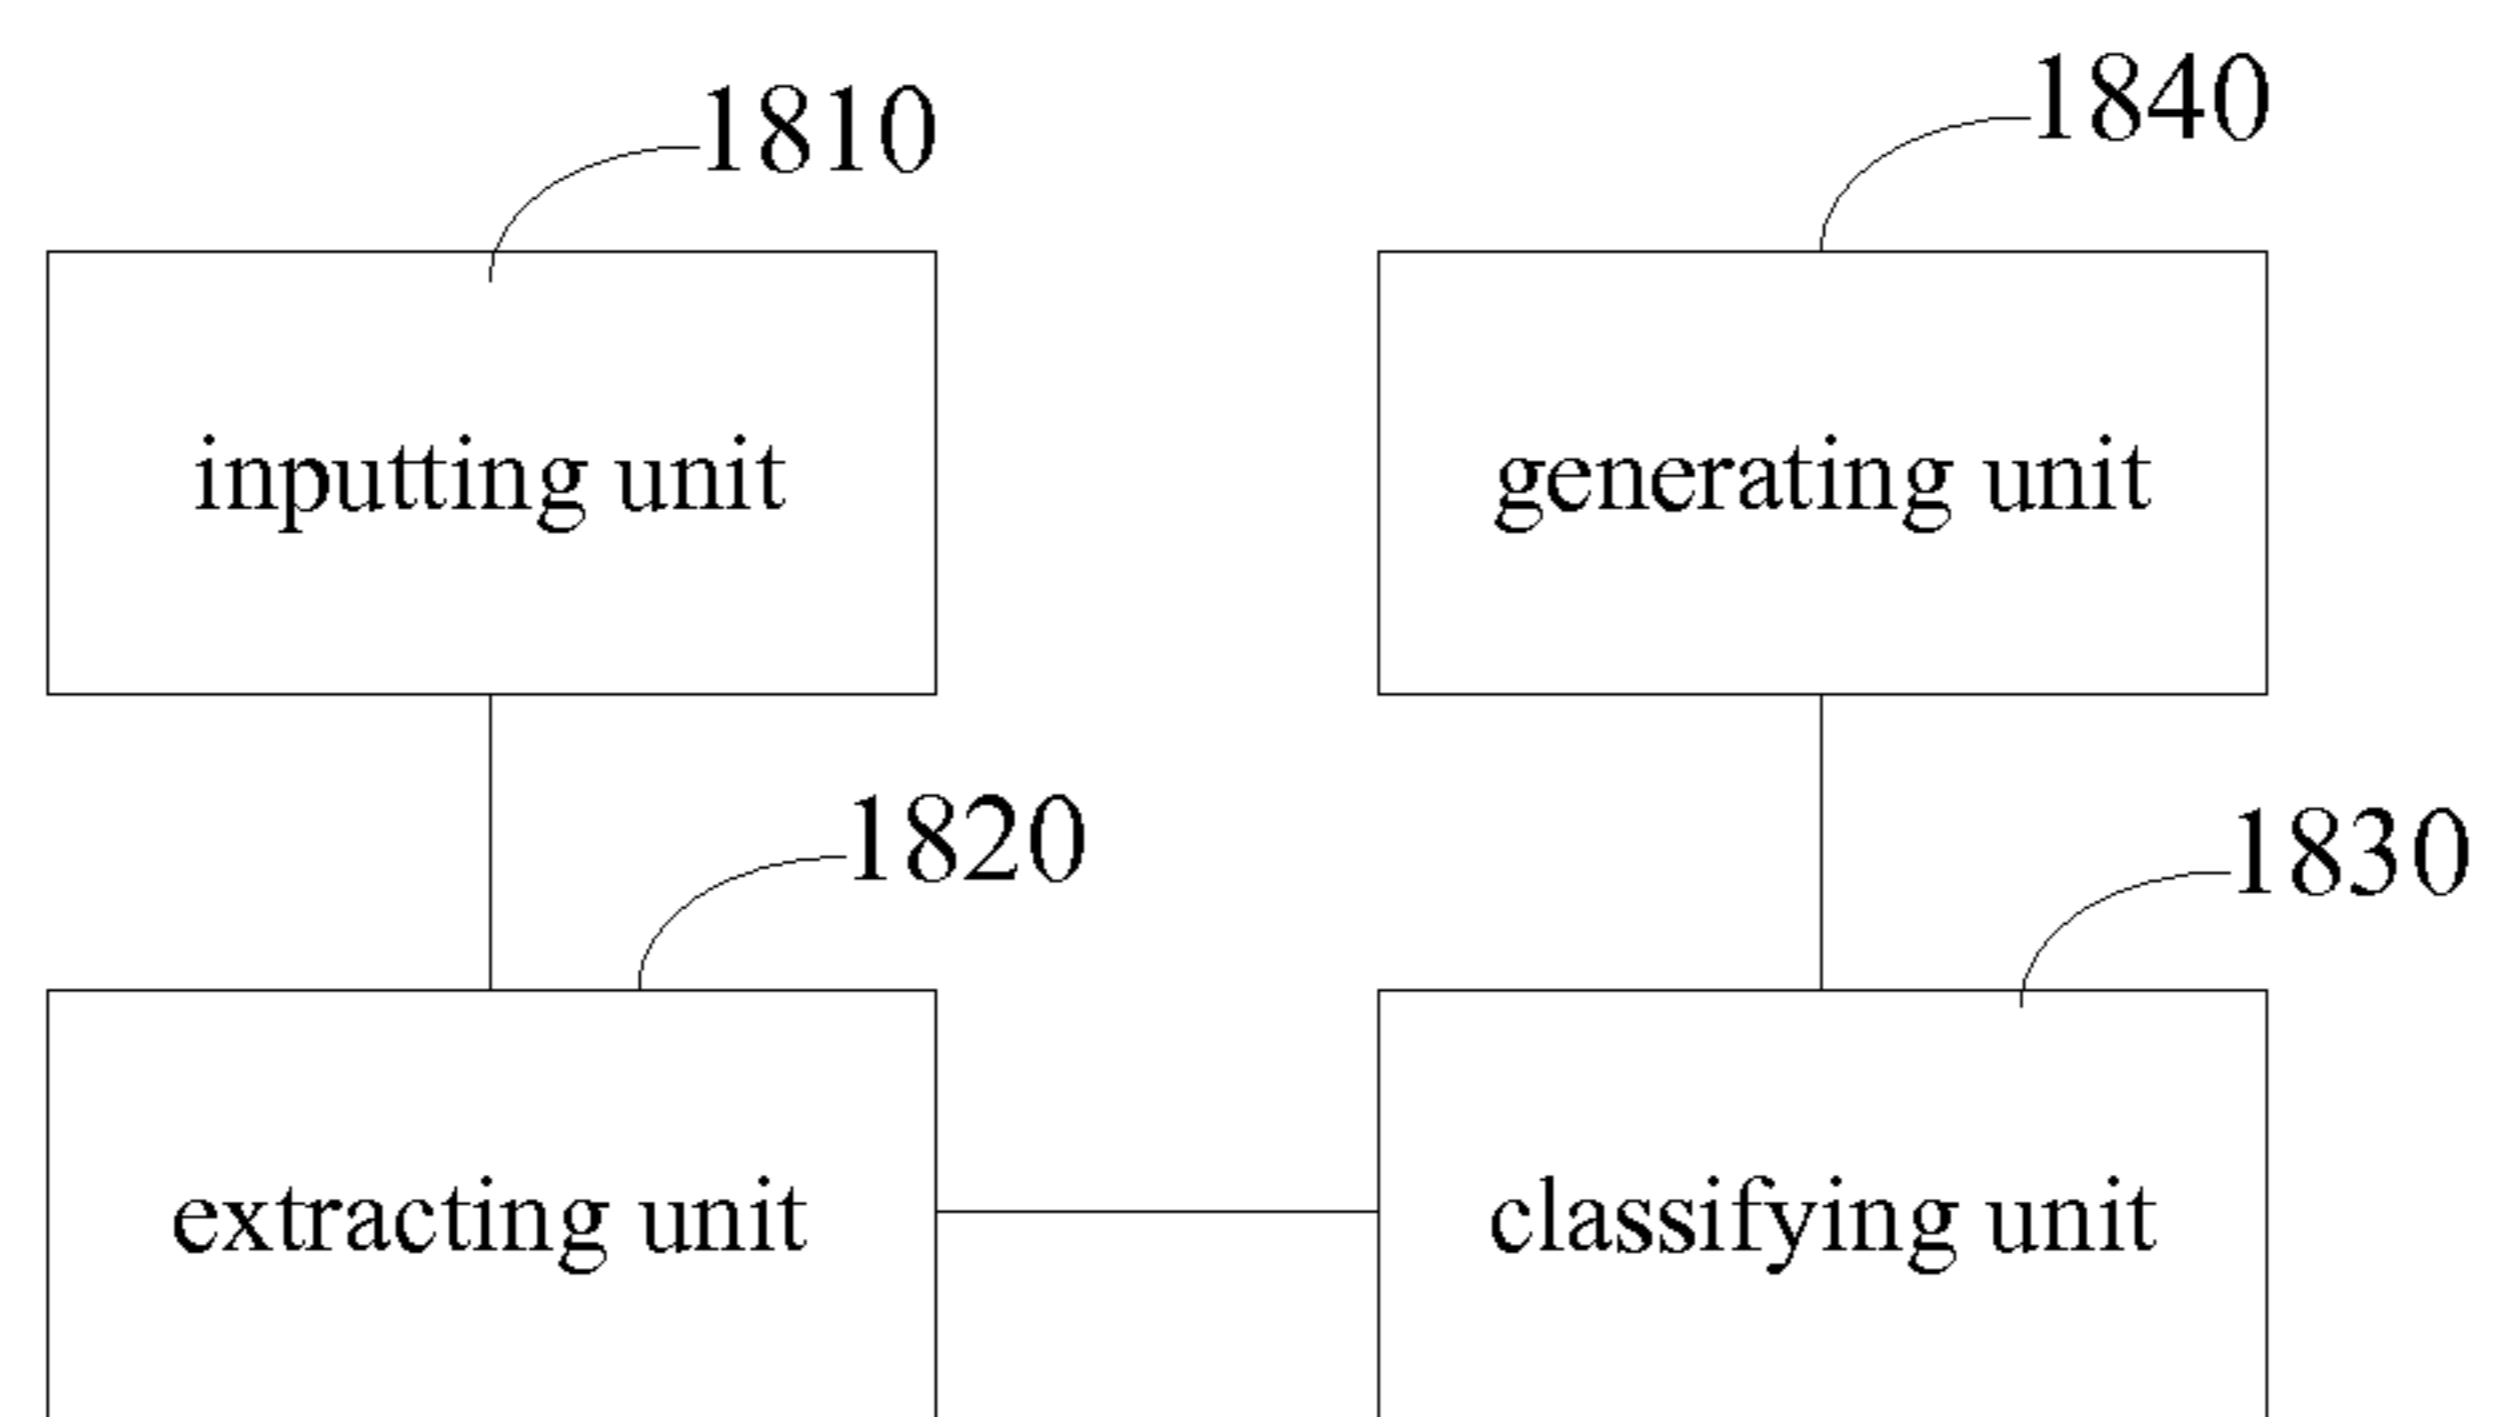 1810
1840
inputting unit
generating unit
1820
1830
extracting unit
classifying unit